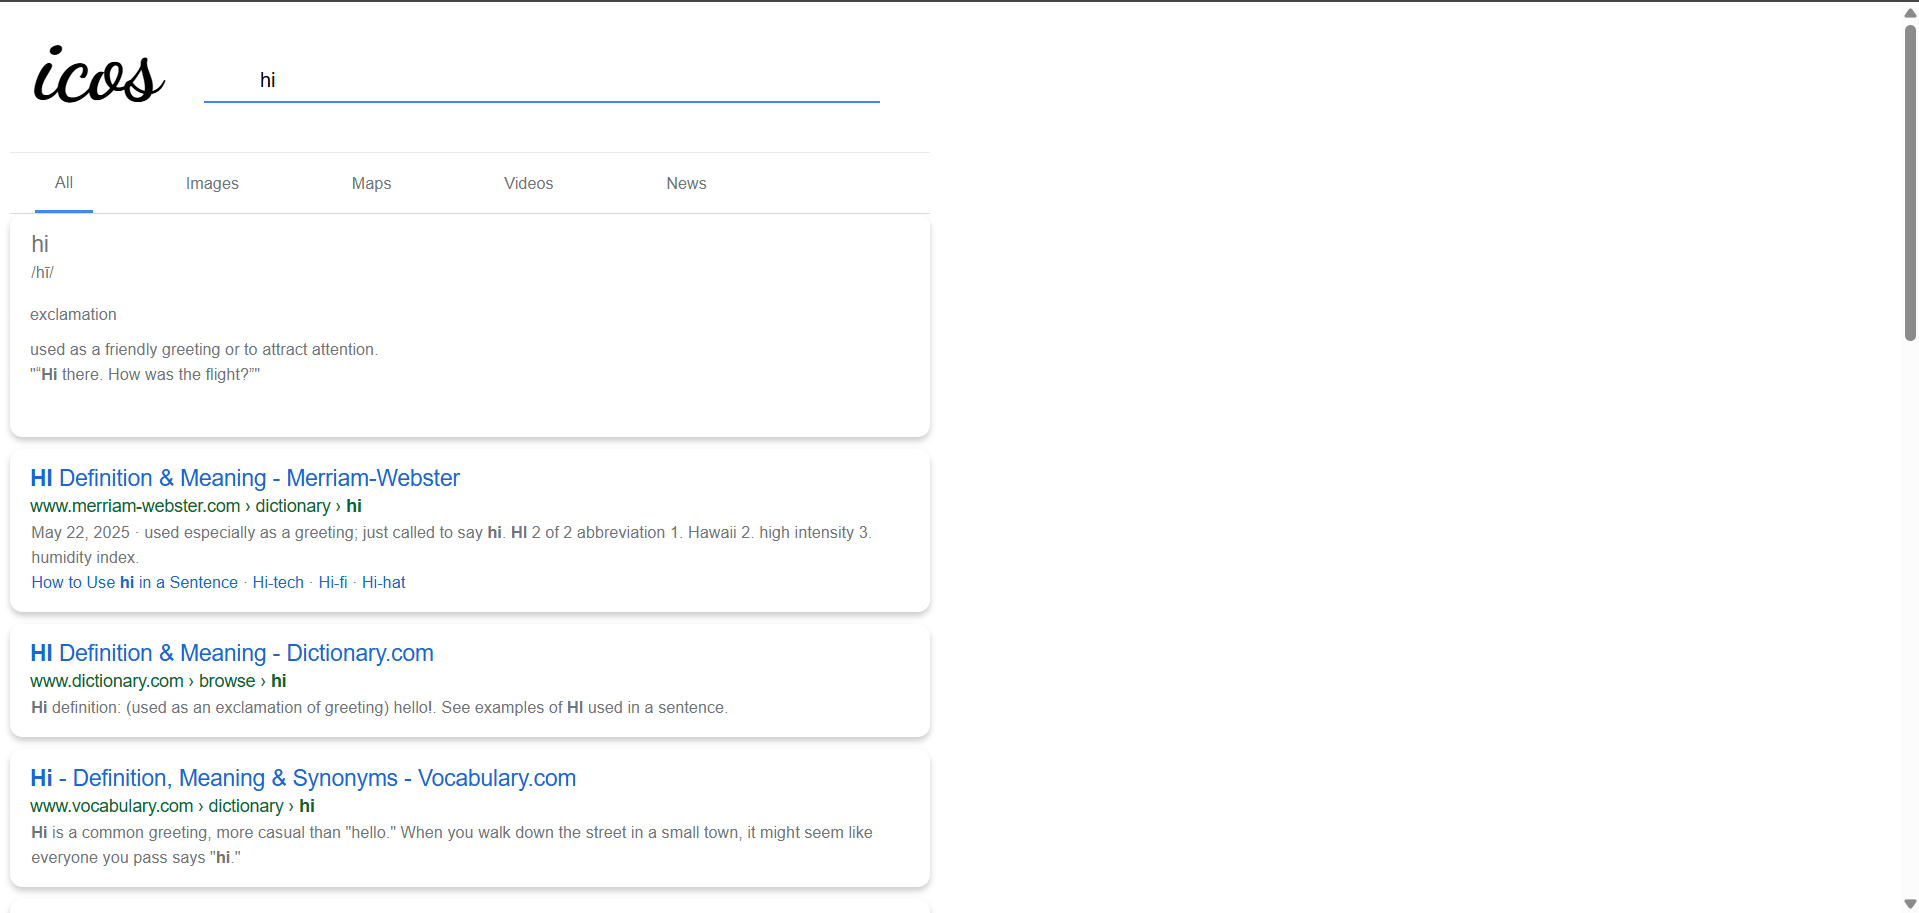 icos
hi
All Images Maps Videos News
hi
/hī/
exclamation
used as a friendly greeting or to attract attention.
"“Hi there. How was the flight?”"
HI Definition & Meaning - Merriam-Webster
www.merriam-webster.com › dictionary › hi
May 22, 2025 · used especially as a greeting; just called to say hi. HI 2 of 2 abbreviation 1. Hawaii 2. high intensity 3.
humidity index.
How to Use hi in a Sentence · Hi-tech · Hi-fi · Hi-hat
HI Definition & Meaning - Dictionary.com
www.dictionary.com › browse › hi
Hi definition: (used as an exclamation of greeting) hello!. See examples of HI used in a sentence.
Hi - Definition, Meaning & Synonyms - Vocabulary.com
www.vocabulary.com › dictionary › hi
Hi is a common greeting, more casual than "hello." When you walk down the street in a small town, it might seem like
everyone you pass says "hi."